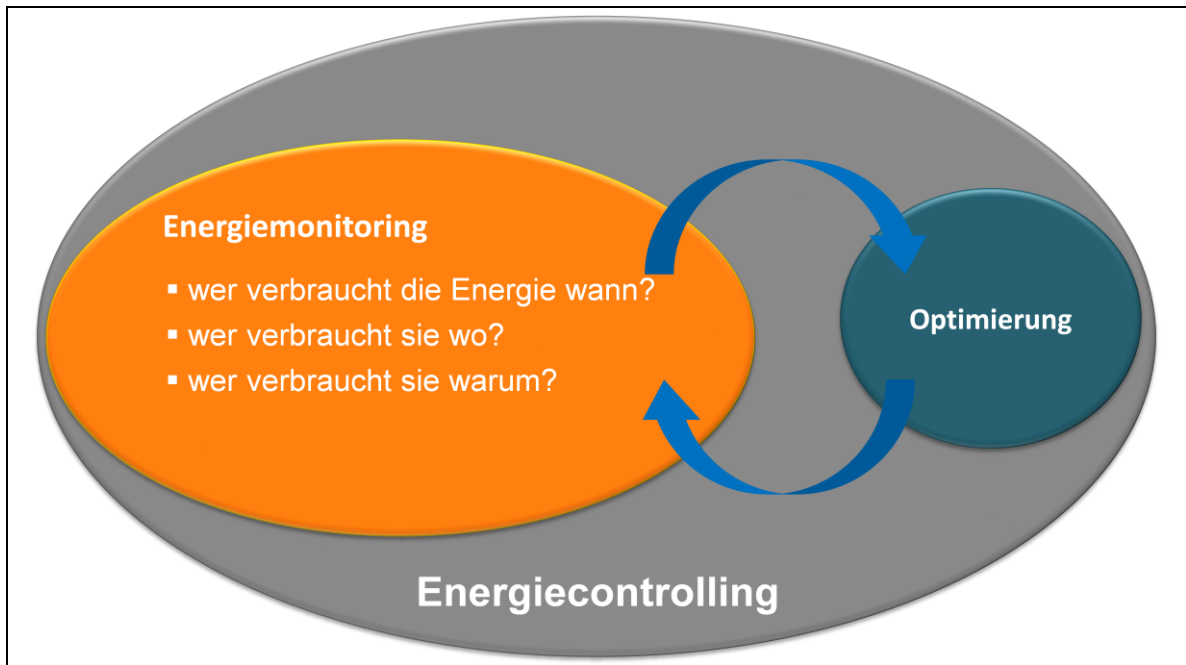 Energiemonitoring
▪ wer verbraucht die Energie wann?
▪ wer verbraucht sie wo?
▪ wer verbraucht sie warum?
Optimierung
Energiecontrolling